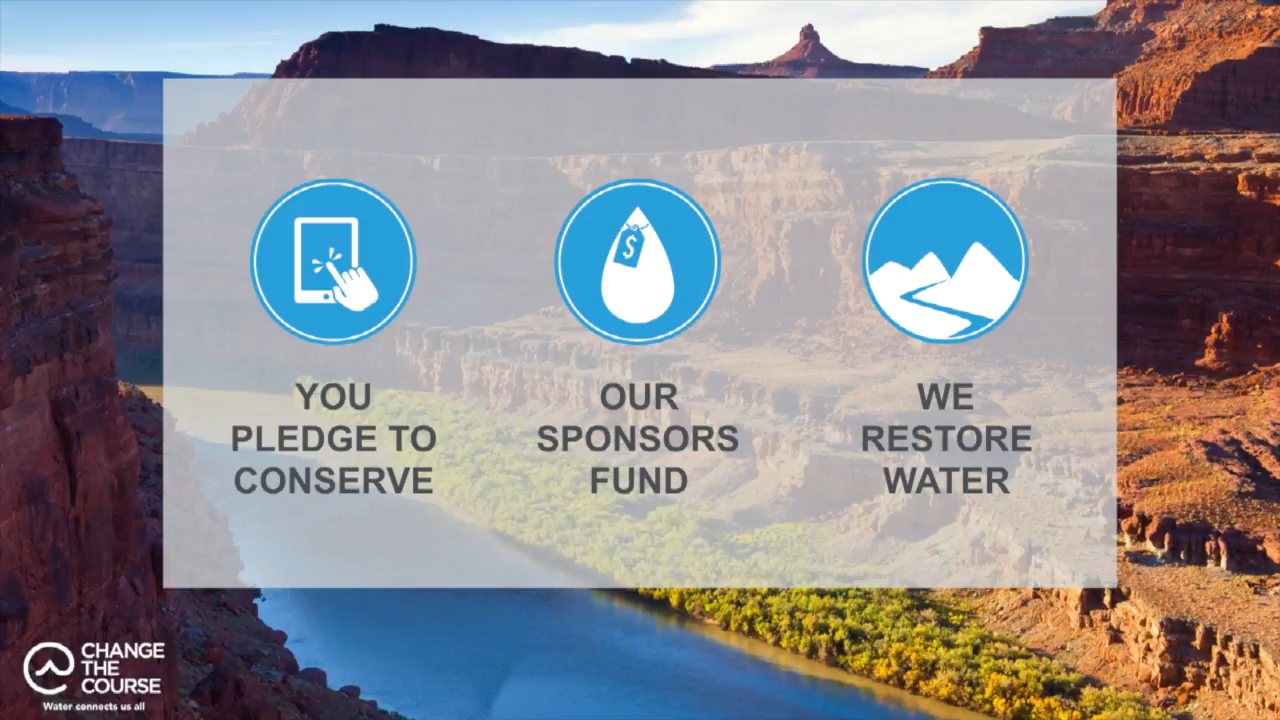 $
YOU
PLEDGE TO
CONSERVE
OUR
SPONSORS
FUND
WE
RESTORE
WATER
CHANGE
THE
COURSE
Water connects us all